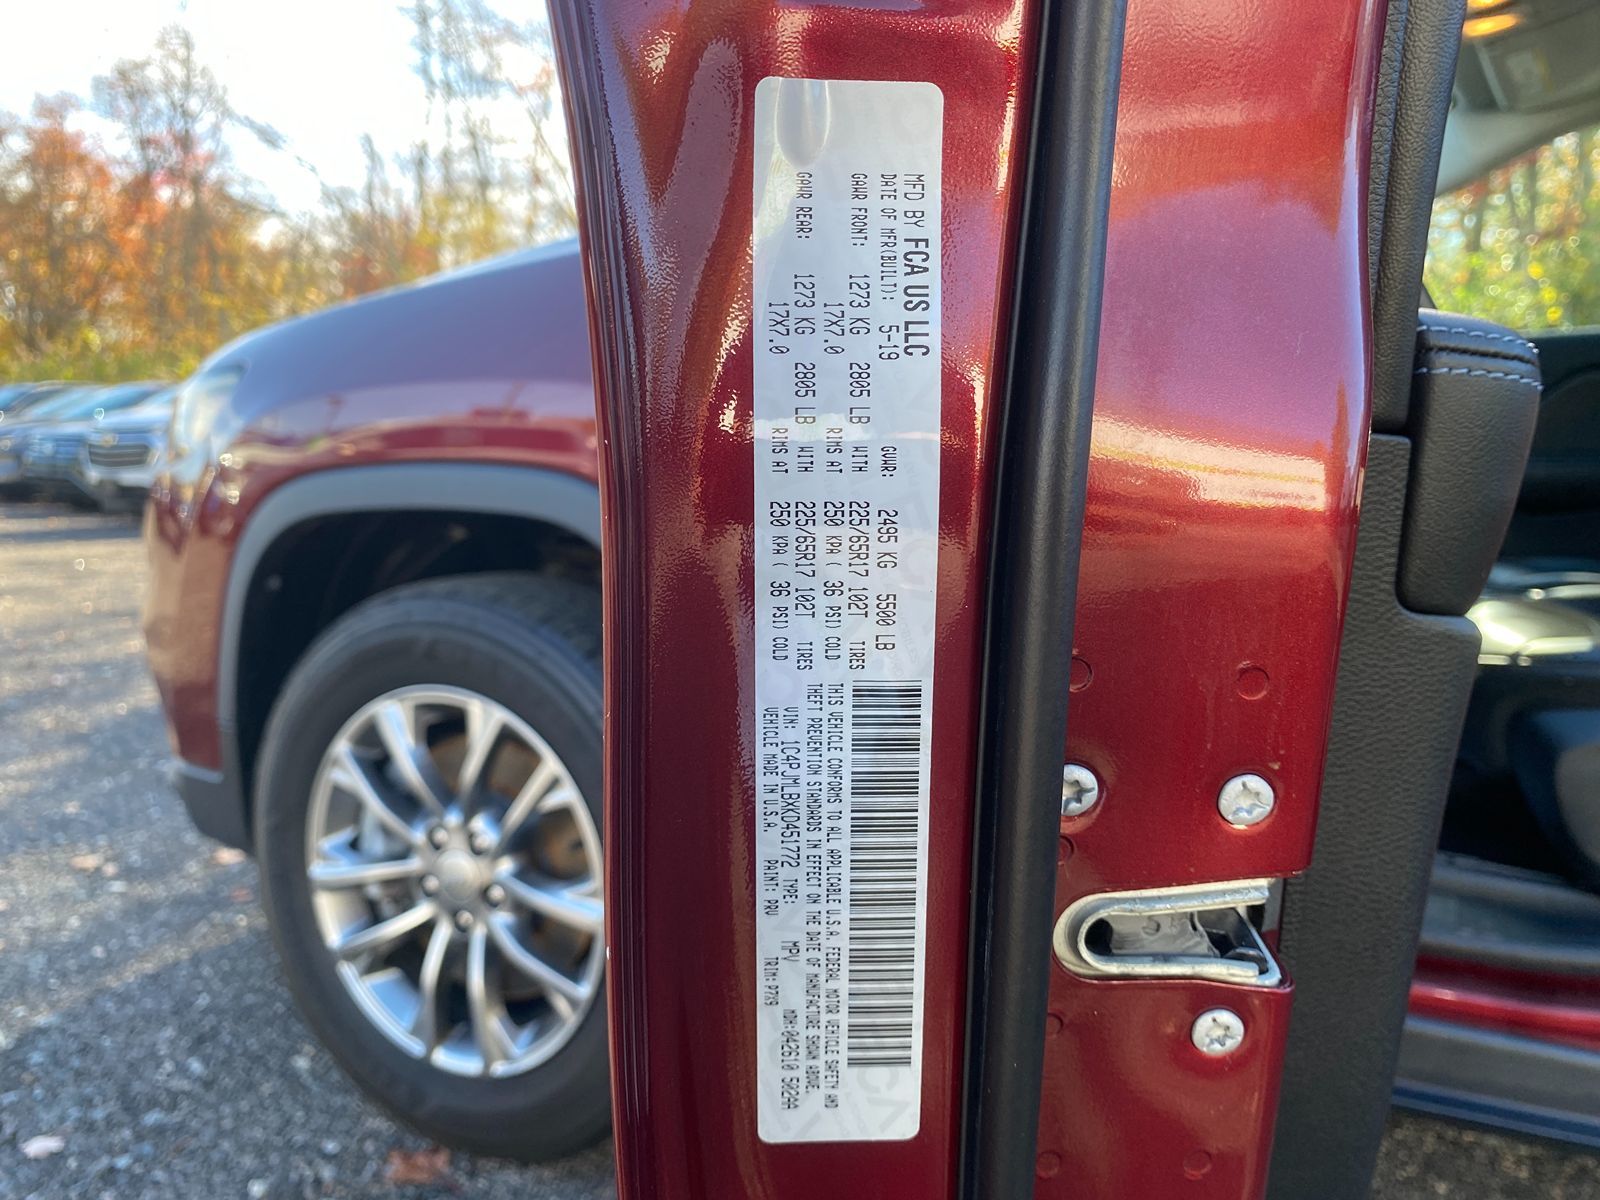 MFD BY FCA US LLC
DATE OF MFR(BUILT): 5-19 GVWR: 2495 KG 5500 LB
GAWR FRONT: 1273 KG 2805 LB WITH 225/65R17 102T TIRES
17X7.0 RIMS AT 250 KPA ( 36 PSI) COLD
GAWR REAR: 1273 KG 2805 LB WITH 225/65R17 102T TIRES
17X7.0 RIMS AT 250 KPA ( 36 PSI) COLD
THIS VEHICLE CONFORMS TO ALL APPLICABLE U.S.A. FEDERAL MOTOR VEHICLE SAFETY AND
THEFT PREVENTION STANDARDS IN EFFECT ON THE DATE OF MANUFACTURE SHOWN ABOVE.
VIN: 1C4PJMLBXKD451772 TYPE: MPV MDH:042610 502AA
VEHICLE MADE IN U.S.A. PAINT: PRV TRIM: P7X9